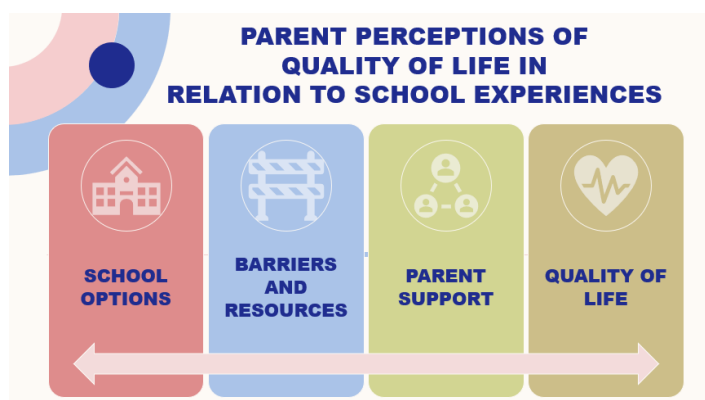 PARENT PERCEPTIONS OF
QUALITY OF LIFE IN
RELATION TO SCHOOL EXPERIENCES
SCHOOL
OPTIONS
BARRIERS
AND
RESOURCES
PARENT
SUPPORT
QUALITY OF
LIFE